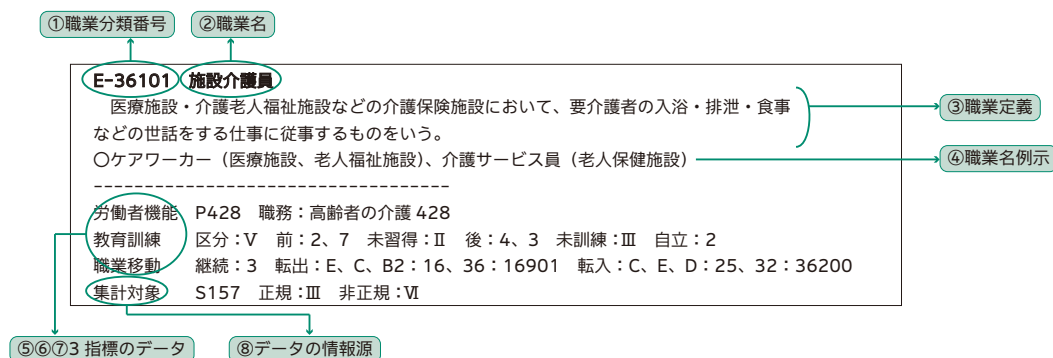 ①職業分類番号 ②職業名
E-36101 施設介護員
医療施設・介護老人福祉施設などの介護保険施設において、要介護者の入浴・排泄・食事
などの世話をする仕事に従事するものをいう。
③職業定義
〇ケアワーカー（医療施設、老人福祉施設）、介護サービス員（老人保健施設）
④職業名例示
------------------------------------
労働者機能 P428 職務：高齢者の介護 428
教育訓練 区分：Ⅴ 前：2、7 未習得：Ⅱ 後：4、3 未訓練：Ⅲ 自立：2
職業移動 継続：3 転出：E、C、B2：16、36：16901 転入：C、E、D：25、32：36200
集計対象 S157 正規：Ⅲ 非正規：Ⅵ
⑤⑥⑦3 指標のデータ ⑧データの情報源